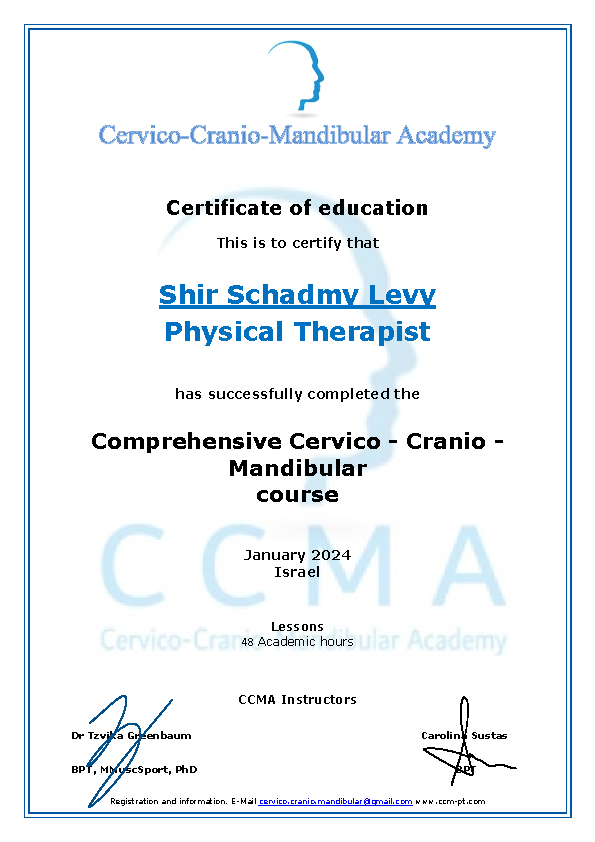 Cervico-Cranio-Mandibular Academy
Certificate of education
This is to certify that
Shir Schadmy Levy
Physical Therapist
has successfully completed the
Comprehensive Cervico - Cranio -
Mandibular
course
January 2024
Israel
CCMA
Lessons
48 Academic hours
Cervico-Cranio-Mandibular Academy
CCMA Instructors
Dr Tzvika Greenbaum
Carolina Sustas
BPT, MMuscSport, PhD
BPT
Registration and information. E-Mail cervico.cranio.mandibular@gmail.com www.ccm-pt.com